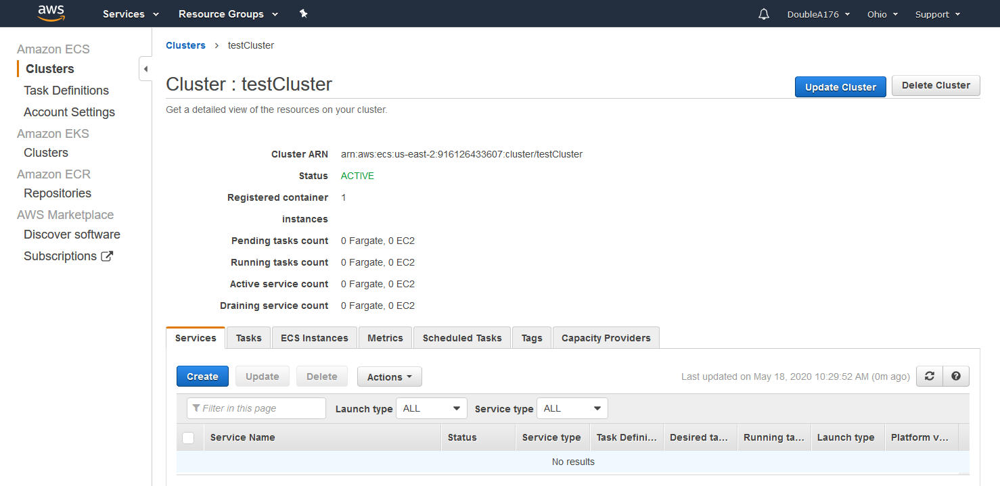 aws Services Resource Groups DoubleA176 Ohio Support
Amazon ECS
Clusters
Task Definitions
Account Settings
Amazon EKS
Clusters
Amazon ECR
Repositories
AWS Marketplace
Discover software
Subscriptions
Clusters > testCluster
Cluster : testCluster
Update Cluster Delete Cluster
Get a detailed view of the resources on your cluster.
Cluster ARN arn:aws:ecs:us-east-2:916126433607:cluster/testCluster
Status ACTIVE
Registered container 1
instances
Pending tasks count 0 Fargate, 0 EC2
Running tasks count 0 Fargate, 0 EC2
Active service count 0 Fargate, 0 EC2
Draining service count 0 Fargate, 0 EC2
Services Tasks ECS Instances Metrics Scheduled Tasks Tags Capacity Providers
Create Update Delete Actions Last updated on May 18, 2020 10:29:52 AM (0m ago) ?
Filter in this page Launch type ALL Service type ALL
Service Name Status Service type Task Defini... Desired ta... Running ta... Launch type Platform v...
No results